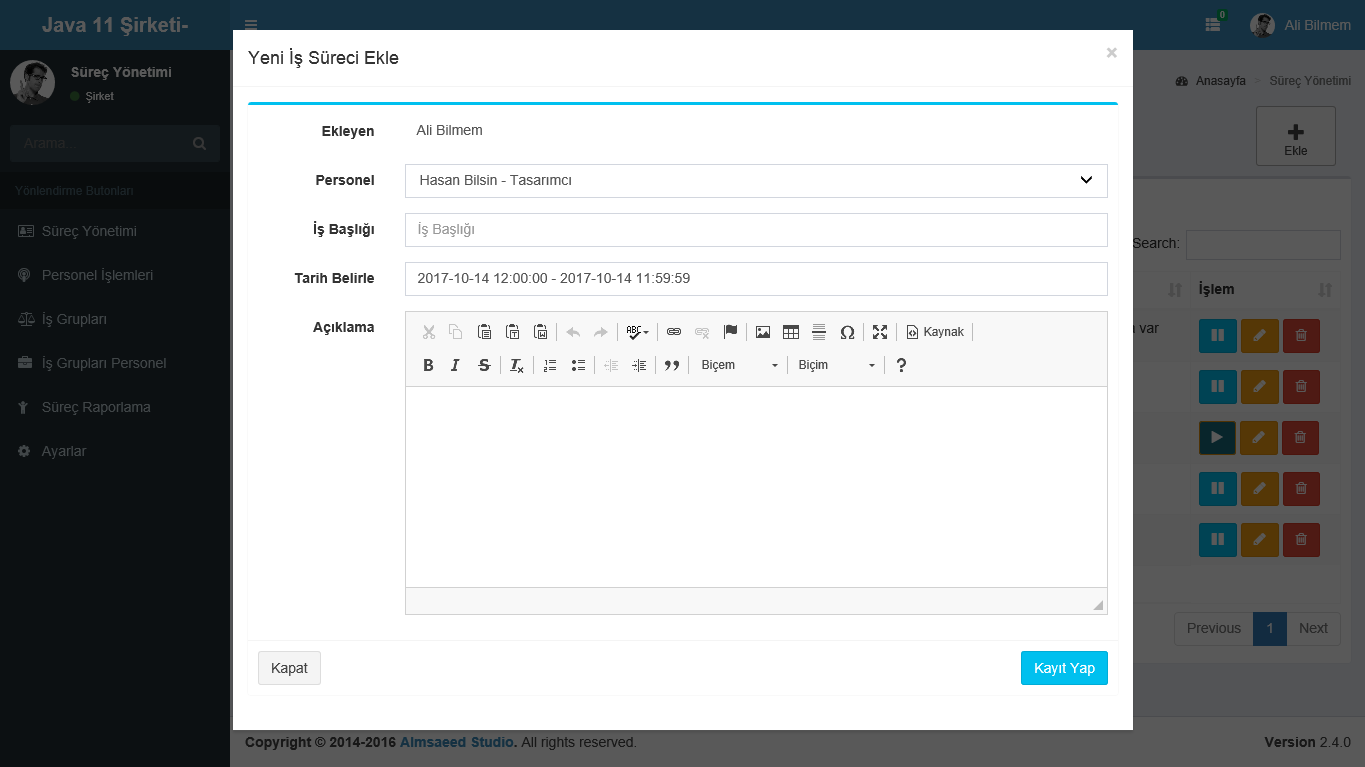 Java 11 Şirketi-
0
Ali Bilmem
Süreç Yönetimi
Şirket
Arama...
Yönlendirme Butonları
Süreç Yönetimi
Personel İşlemleri
İş Grupları
İş Grupları Personel
Süreç Raporlama
Ayarlar
Anasayfa > Süreç Yönetimi
Ekle
Search:
İşlem
var
Previous 1 Next
Yeni İş Süreci Ekle
×
Ekleyen Ali Bilmem
Personel Hasan Bilsin - Tasarımcı
İş Başlığı İş Başlığı
Tarih Belirle 2017-10-14 12:00:00 - 2017-10-14 11:59:59
Açıklama
ABC Ω Kaynak
B I S Tx Biçem Biçim ?
Kapat Kayıt Yap
Copyright © 2014-2016 Almsaeed Studio. All rights reserved.
Version 2.4.0